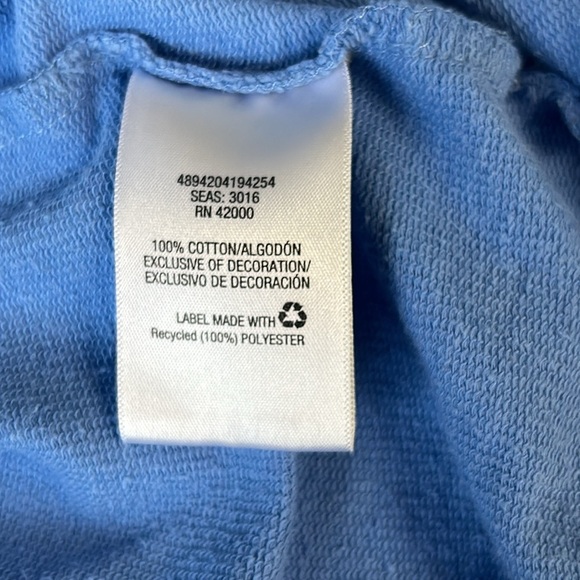 4894204194254
SEAS: 3016
RN 42000
100% COTTON/ALGODÓN
EXCLUSIVE OF DECORATION/
EXCLUSIVO DE DECORACIÓN
LABEL MADE WITH
Recycled (100%) POLYESTER